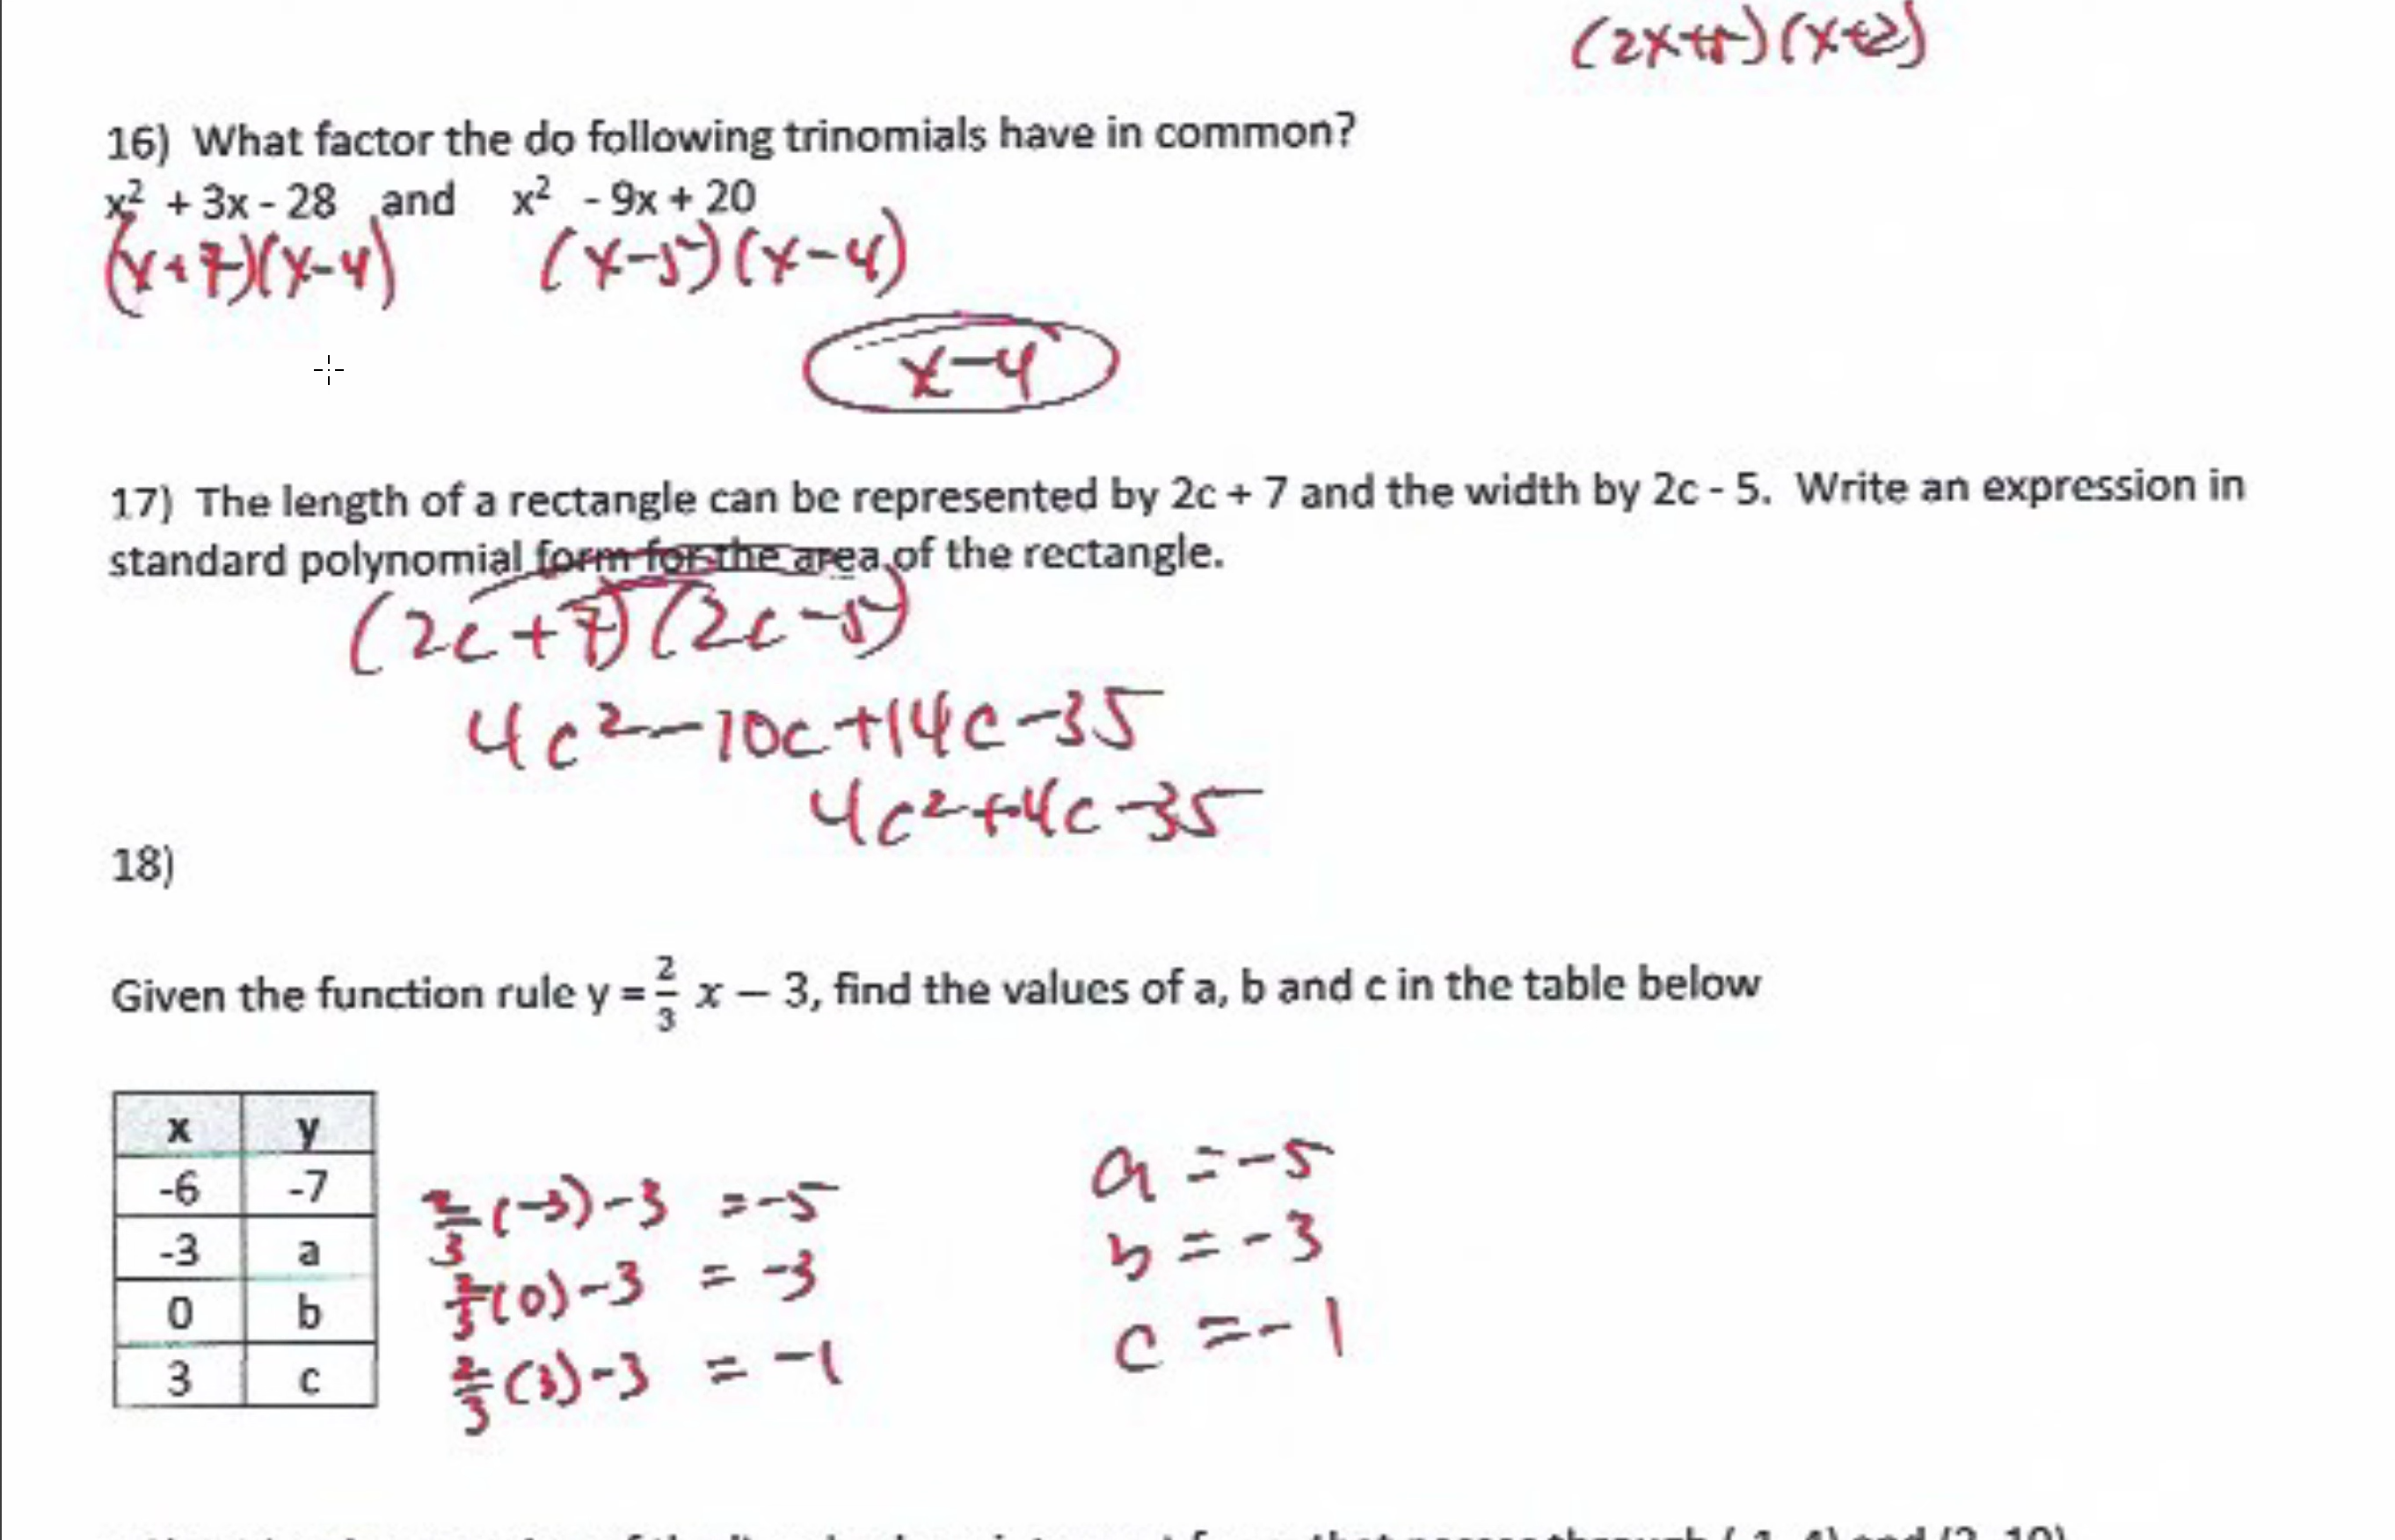 (2x+5)(x+2)
16) What factor the do following trinomials have in common?
x² + 3x - 28 and x² - 9x + 20
(x+7)(x-4) (x-5)(x-4)
x-4
17) The length of a rectangle can be represented by 2c + 7 and the width by 2c - 5. Write an expression in
standard polynomial form for the area of the rectangle.
(2c+7)(2c-5)
4c²-10c+14c-35
4c²+4c-35
18)
Given the function rule y = 2/3 x – 3, find the values of a, b and c in the table below
x y
-6 -7
-3 a
0 b
3 c
2/3(-3)-3 = -5
2/3(0)-3 = -3
2/3(3)-3 = -1
a = -5
b = -3
c = -1